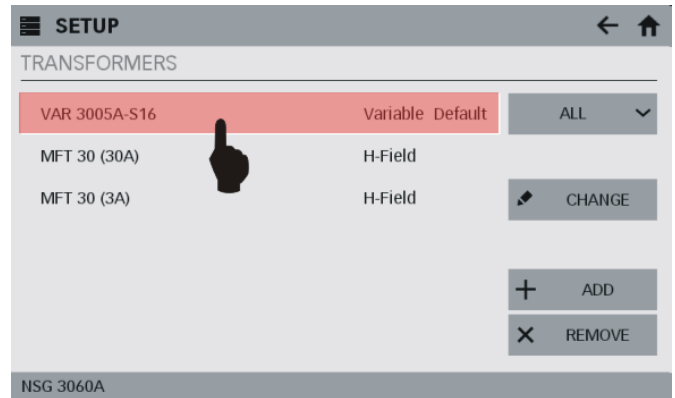 SETUP
TRANSFORMERS
VAR 3005A-S16 Variable Default ALL
MFT 30 (30A) H-Field
MFT 30 (3A) H-Field CHANGE
ADD
REMOVE
NSG 3060A